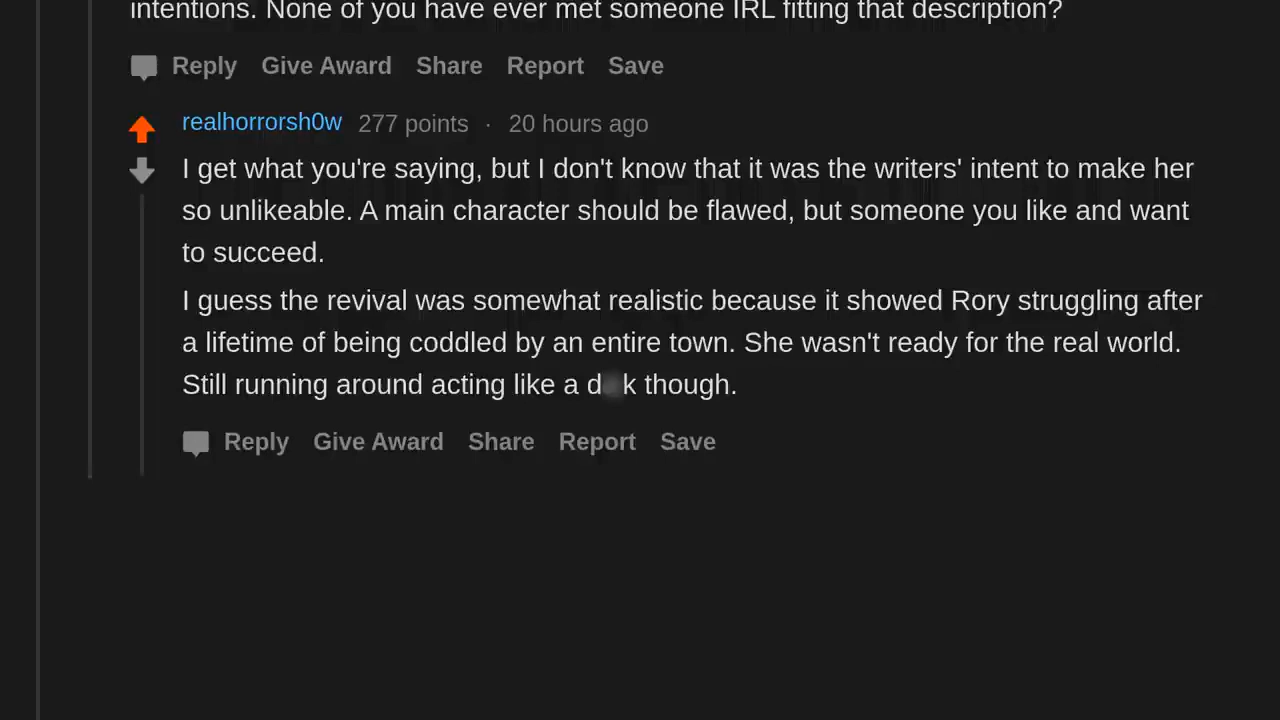 intentions. None of you have ever met someone IRL fitting that description?
Reply Give Award Share Report Save
realhorrorsh0w 277 points · 20 hours ago
I get what you're saying, but I don't know that it was the writers' intent to make her
so unlikeable. A main character should be flawed, but someone you like and want
to succeed.
I guess the revival was somewhat realistic because it showed Rory struggling after
a lifetime of being coddled by an entire town. She wasn't ready for the real world.
Still running around acting like a though.
Reply Give Award Share Report Save